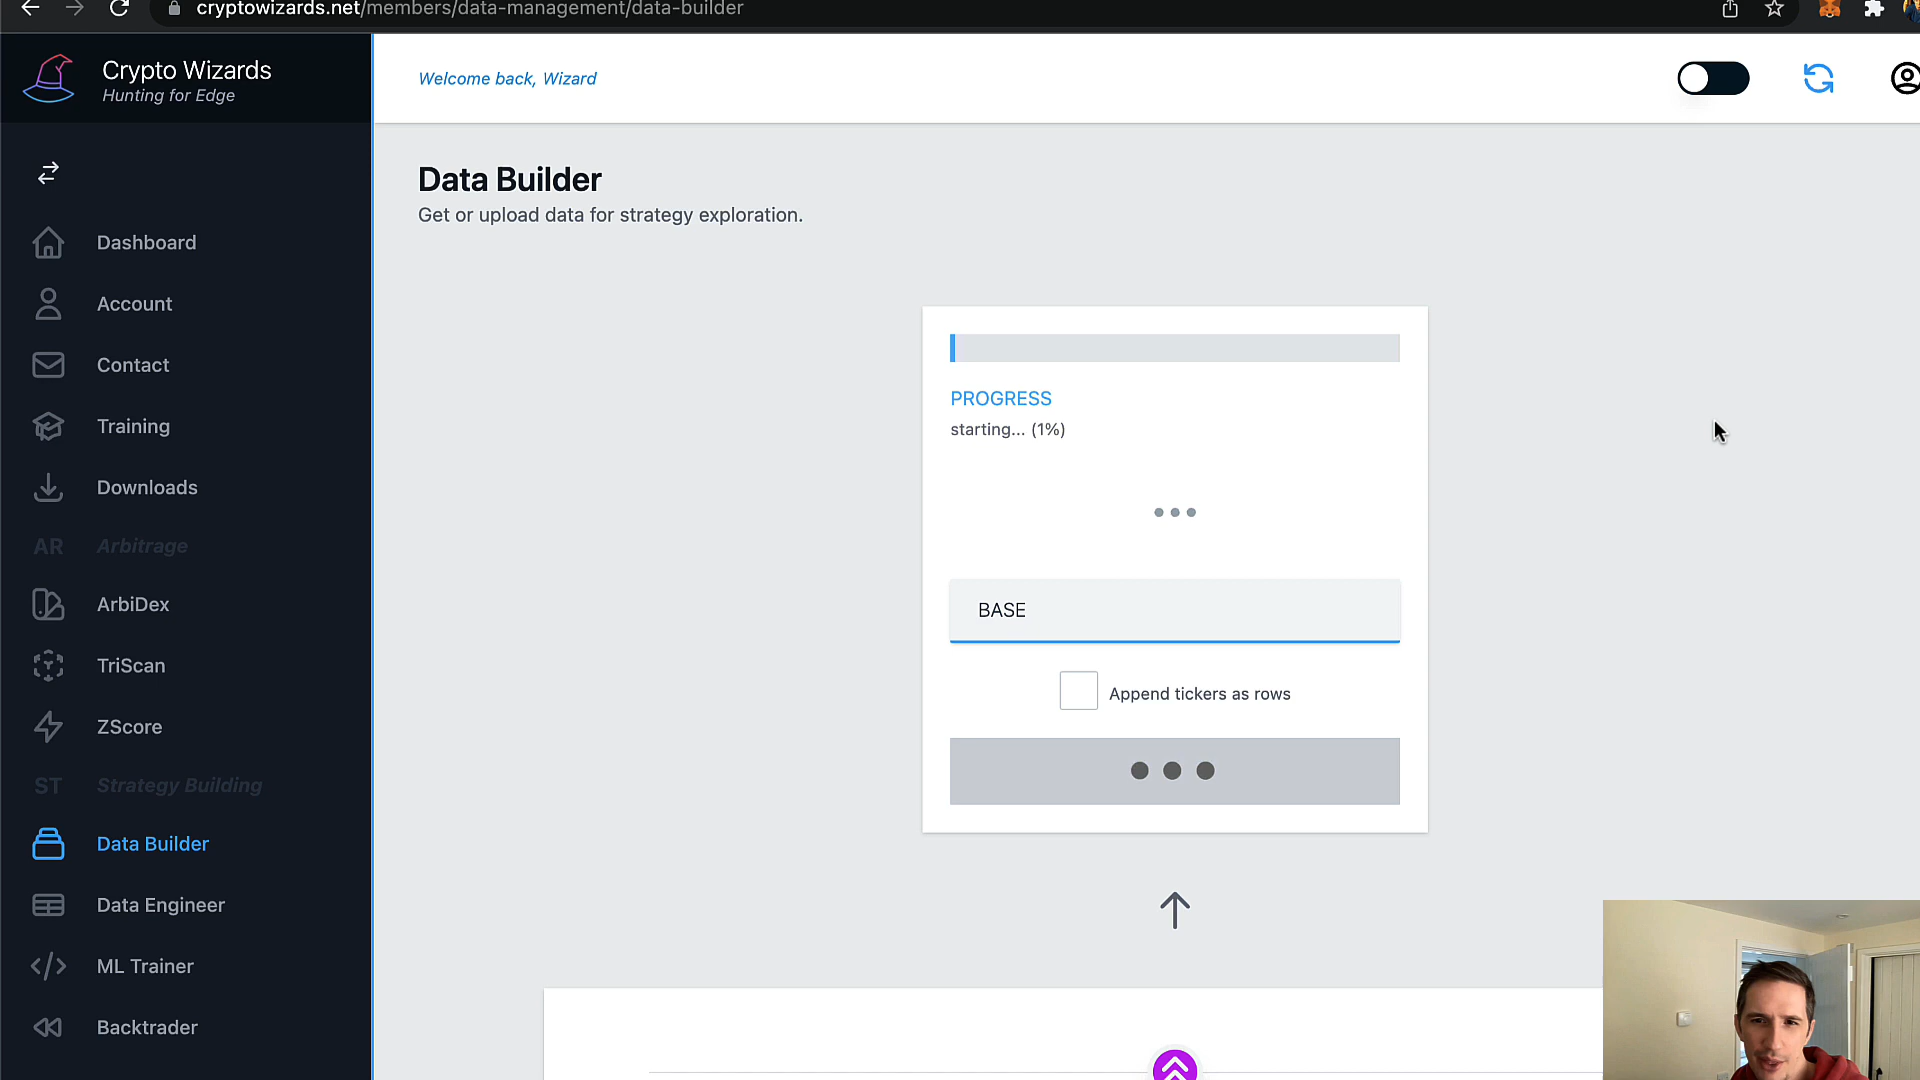 cryptowizards.net/members/data-management/data-builder
Crypto Wizards
Hunting for Edge
Welcome back, Wizard
Dashboard
Account
Contact
Training
Downloads
AR Arbitrage
ArbiDex
TriScan
ZScore
ST Strategy Building
Data Builder
Data Engineer
ML Trainer
Backtrader
Data Builder
Get or upload data for strategy exploration.
PROGRESS
starting... (1%)
BASE
Append tickers as rows